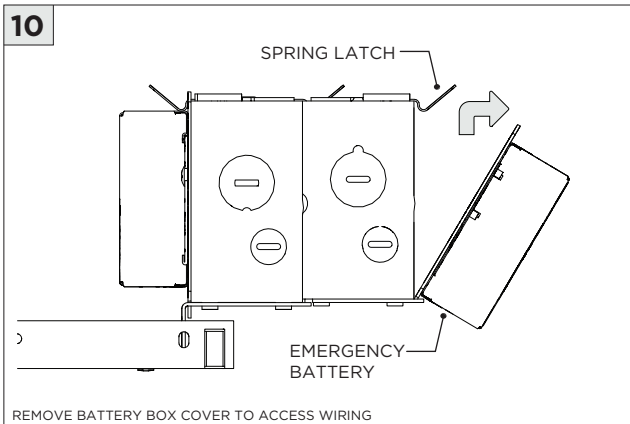 10
SPRING LATCH
EMERGENCY
BATTERY
REMOVE BATTERY BOX COVER TO ACCESS WIRING